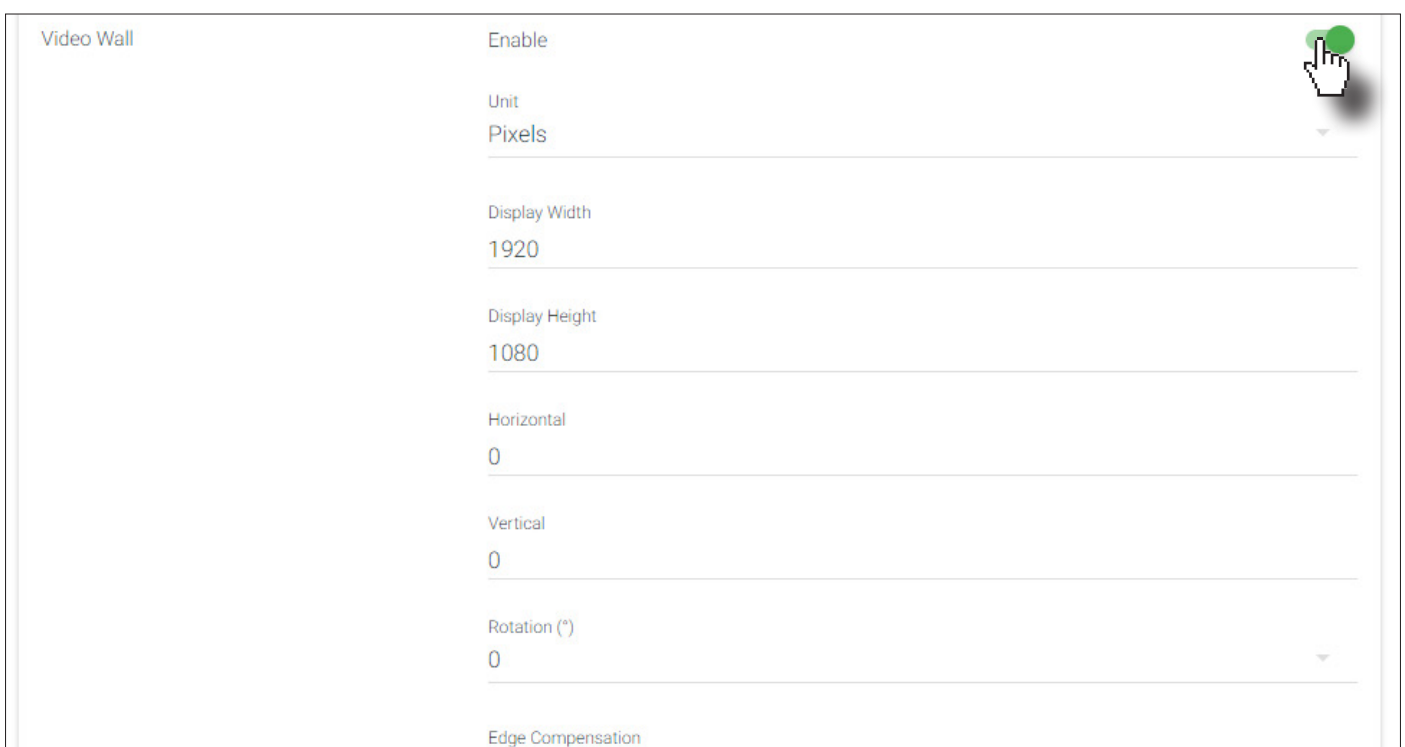 Video Wall
Enable
Unit
Pixels
Display Width
1920
Display Height
1080
Horizontal
0
Vertical
0
Rotation (°)
0
Edge Compensation